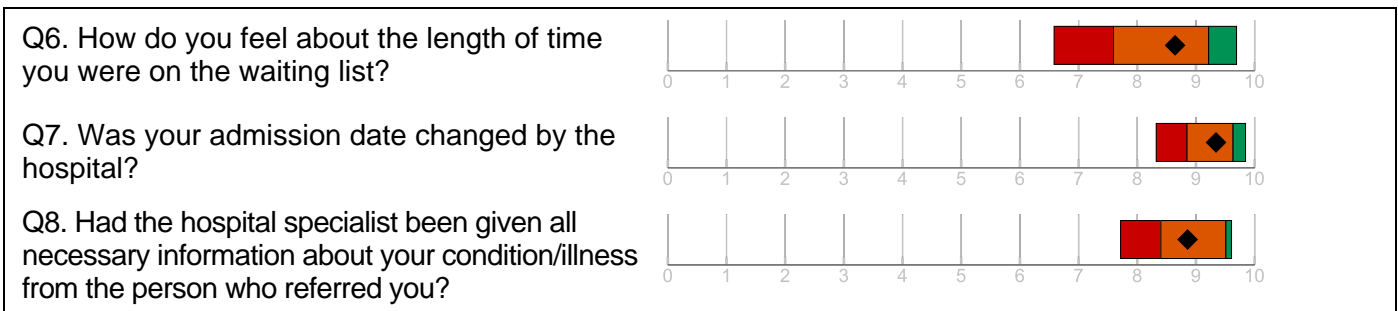 Q6. How do you feel about the length of time
you were on the waiting list?
0 1 2 3 4 5 6 7 8 9 10
Q7. Was your admission date changed by the
hospital?
0 1 2 3 4 5 6 7 8 9 10
Q8. Had the hospital specialist been given all
necessary information about your condition/illness
from the person who referred you?
0 1 2 3 4 5 6 7 8 9 10